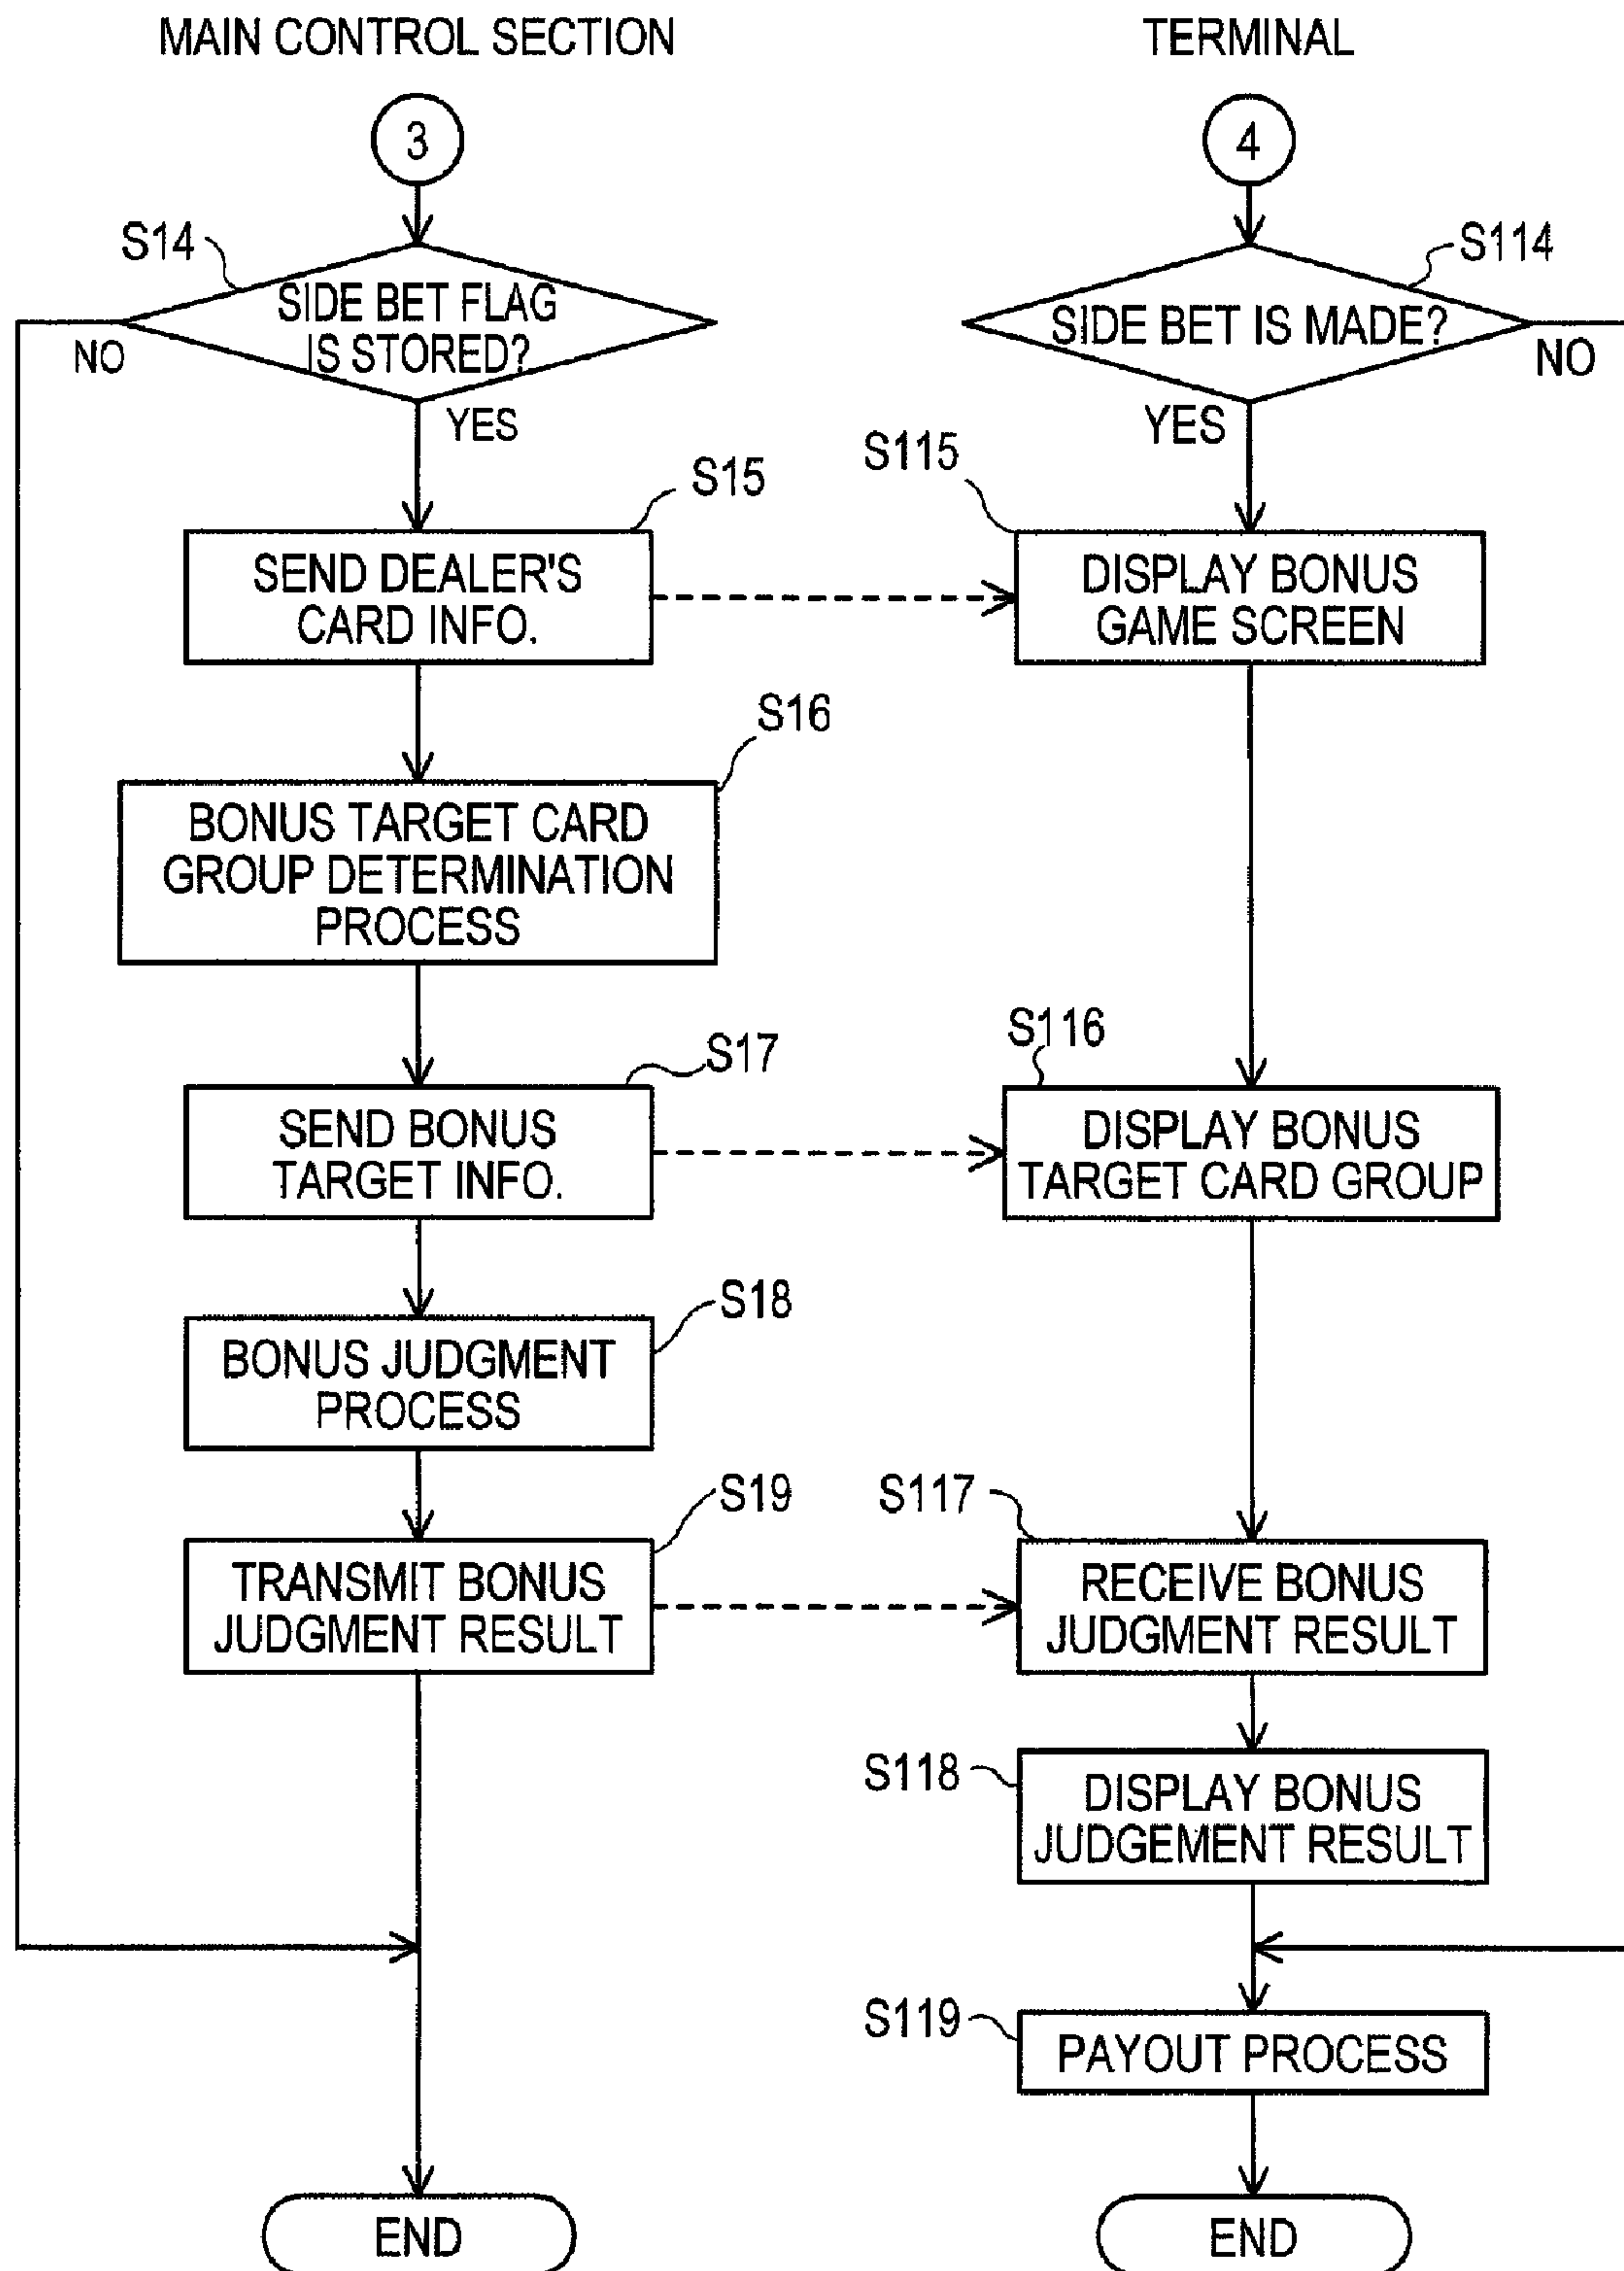 MAIN CONTROL SECTION
TERMINAL
3
4
S14
SIDE BET FLAG
IS STORED?
NO
YES
S114
SIDE BET IS MADE?
NO
YES
S15
SEND DEALER'S
CARD INFO.
S115
DISPLAY BONUS
GAME SCREEN
S16
BONUS TARGET CARD
GROUP DETERMINATION
PROCESS
S17
SEND BONUS
TARGET INFO.
S116
DISPLAY BONUS
TARGET CARD GROUP
S18
BONUS JUDGMENT
PROCESS
S19
TRANSMIT BONUS
JUDGMENT RESULT
S117
RECEIVE BONUS
JUDGMENT RESULT
S118
DISPLAY BONUS
JUDGEMENT RESULT
S119
PAYOUT PROCESS
END
END